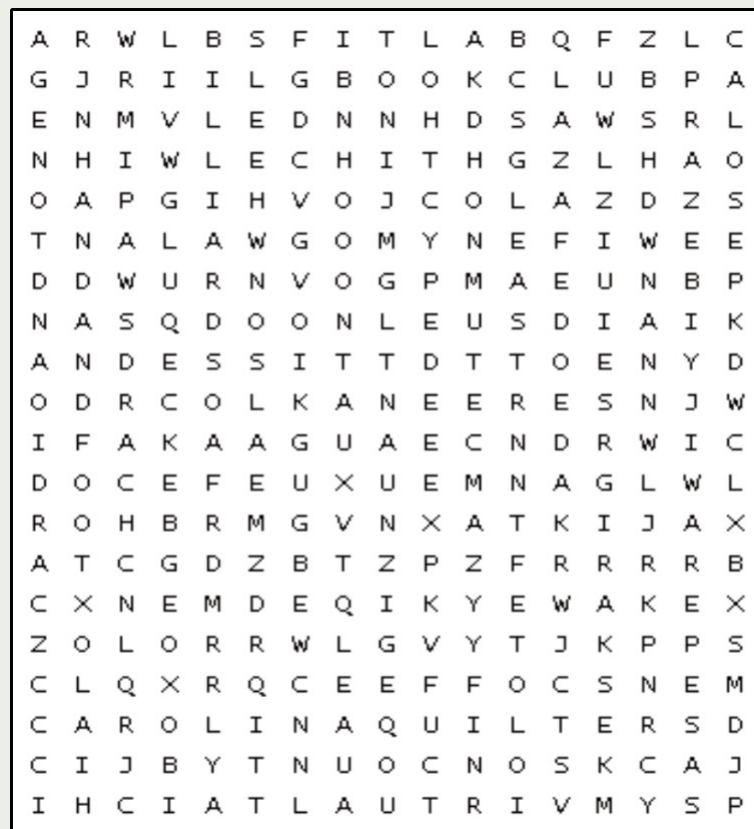 A R W L B S F I T L A B Q F Z L C
G J R I I L G B O O K C L U B P A
E N M V L E D N N H D S A W S R L
N H I W L E C H I T H G Z L H A O
O A P G I H V O J C O L A Z D Z S
T N A L A W G O M Y N E F I W E E
D D W U R N V O G P M A E U N B P
N A S Q D O O N L E U S D I A I K
A N D E S S I T T D T T O E N Y D
O D R C O L K A N E E R E S N J W
I F A K A A G U A E C N D R W I C
D O C E F E U X U E M N A G L W L
R O H B R M G V N X A T K I J A X
A T C G D Z B T Z P Z F R R R R B
C X N E M D E Q I K Y E W A K E X
Z O L O R R W L G V Y T J K P P S
C L Q X R Q C E E F F O C S N E M
C A R O L I N A Q U I L T E R S D
C I J B Y T N U O C N O S K C A J
I H C I A T L A U T R I V M Y S P